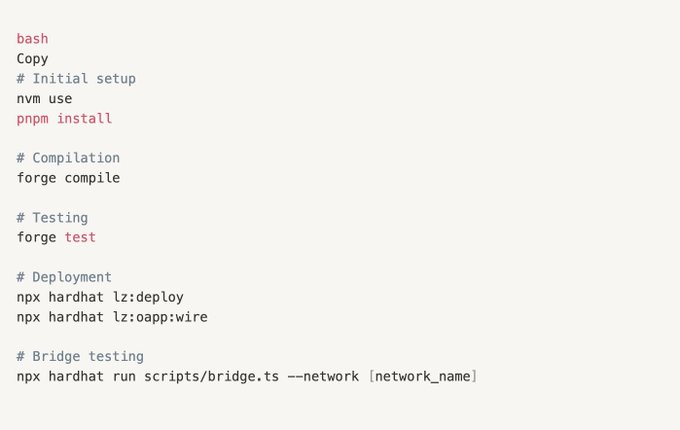 bash
Copy
# Initial setup
nvm use
pnpm install
# Compilation
forge compile
# Testing
forge test
# Deployment
npx hardhat lz:deploy
npx hardhat lz:oapp:wire
# Bridge testing
npx hardhat run scripts/bridge.ts --network [network_name]